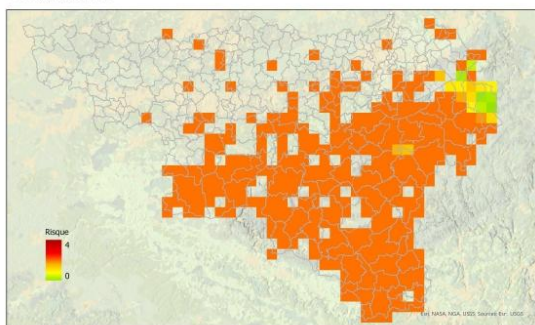 Risque
4
0
Esri, NASA, NGA, USGS, Sources: Esri, USGS